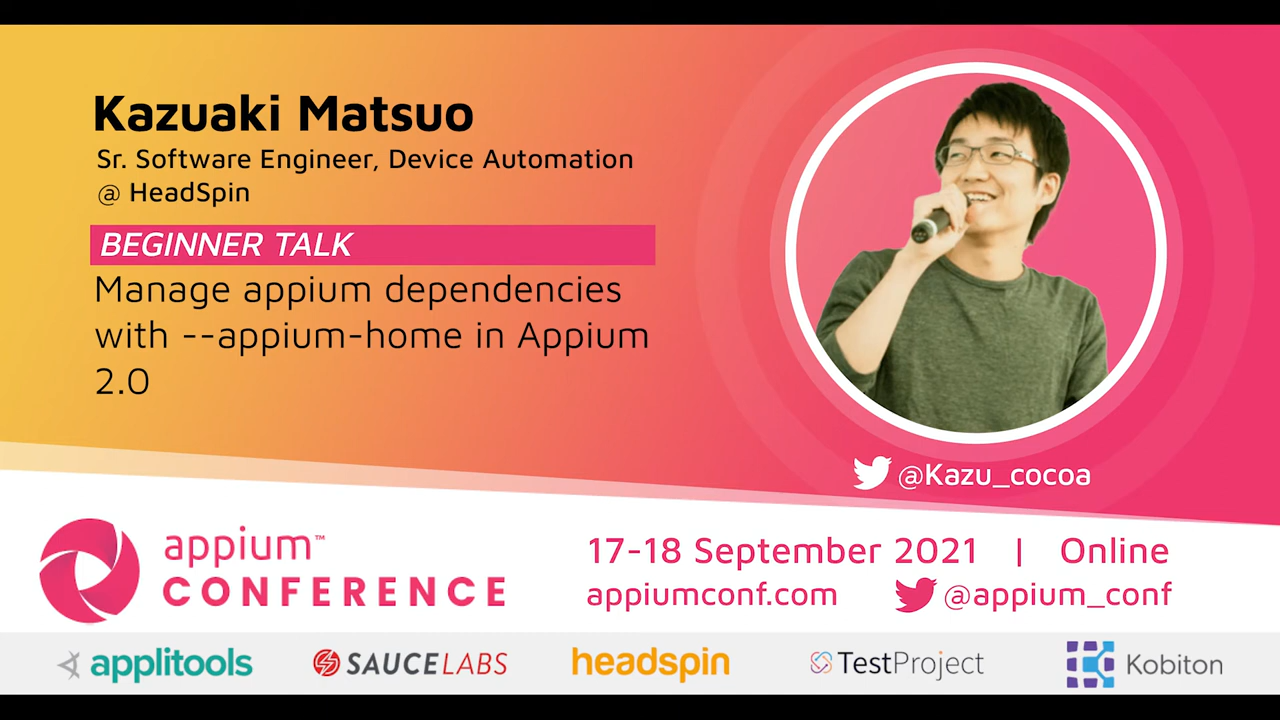 Kazuaki Matsuo
Sr. Software Engineer, Device Automation
@ HeadSpin
BEGINNER TALK
Manage appium dependencies
with --appium-home in Appium
2.0
@Kazu_cocoa
appium™
CONFERENCE
17-18 September 2021 | Online
appiumconf.com @appium_conf
applitools SAUCELABS headspin TestProject Kobiton